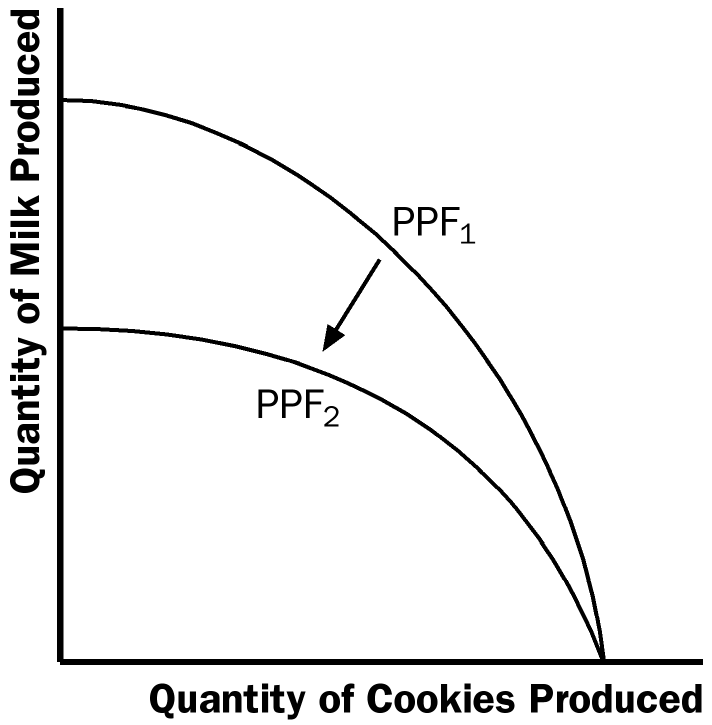 Quantity of Milk Produced
PPF₁
PPF₂
Quantity of Cookies Produced